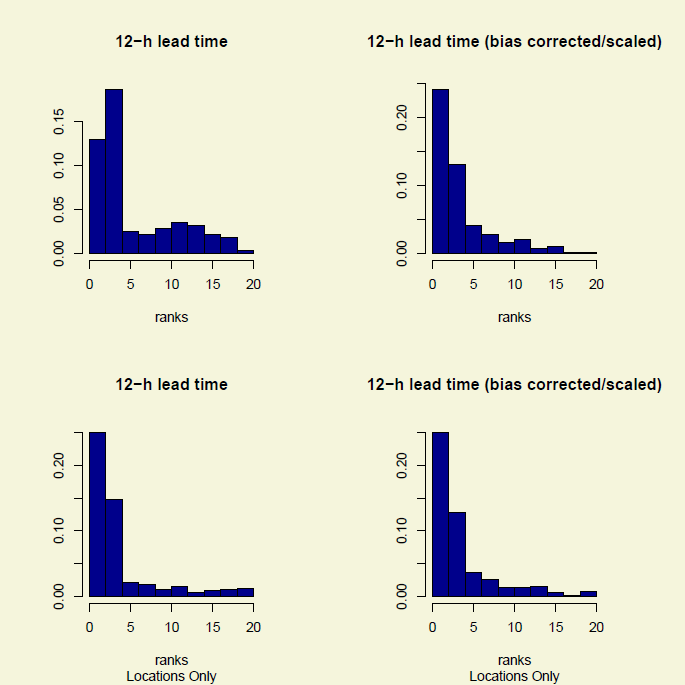 12−h lead time
12−h lead time (bias corrected/scaled)
0.00 0.05 0.10 0.15
0 5 10 15 20
ranks
0.00 0.10 0.20
0 5 10 15 20
ranks
12−h lead time
12−h lead time (bias corrected/scaled)
0.00 0.10 0.20
0 5 10 15 20
ranks
Locations Only
0.00 0.10 0.20
0 5 10 15 20
ranks
Locations Only